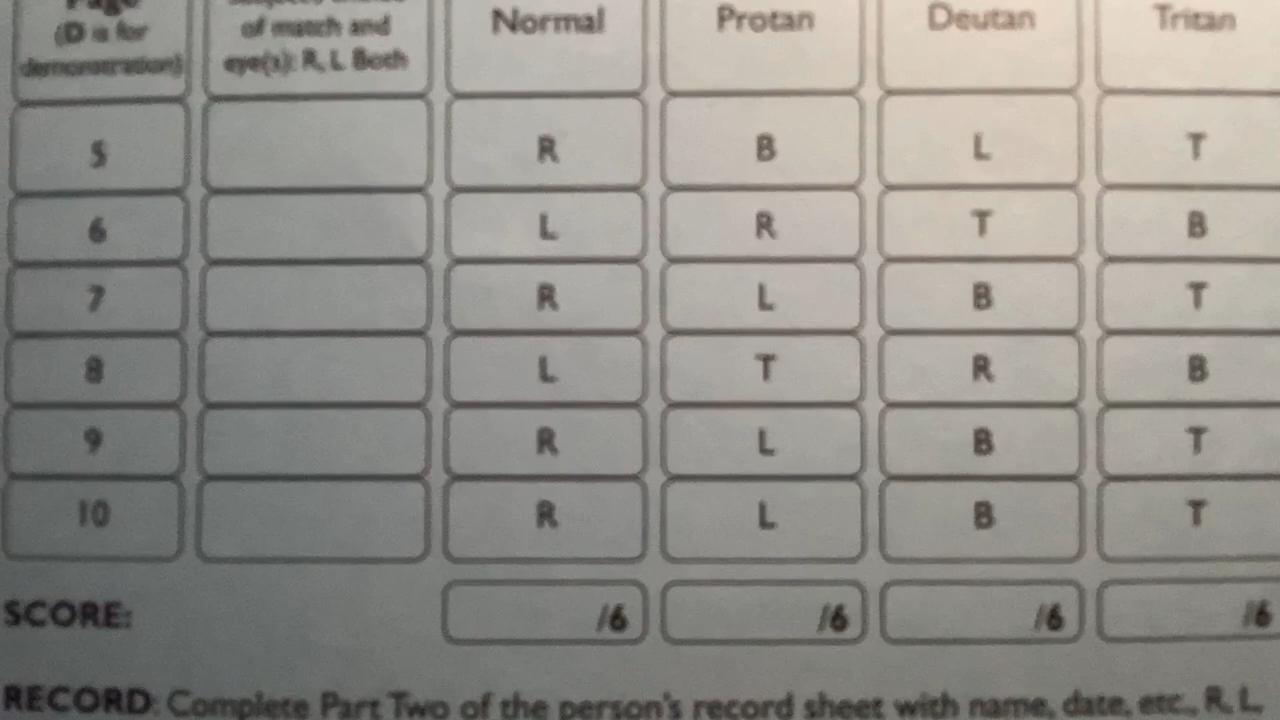 Page
(D is for
demonstration)
of match and
eye(s): R, L Both
Normal Protan Deutan Tritan
5 R B L T
6 L R T B
7 R L B T
8 L T R B
9 R L B T
10 R L B T
SCORE: /6 /6 /6 /6
RECORD: Complete Part Two of the person's record sheet with name, date, etc., R, L